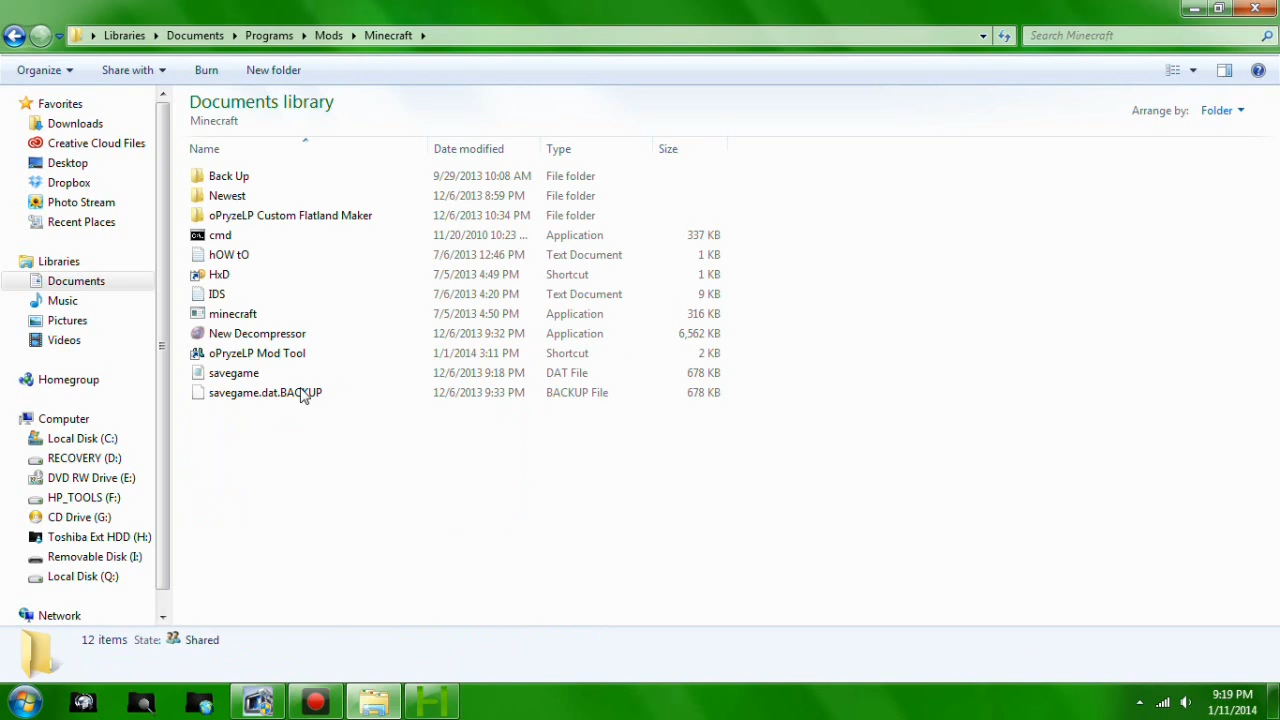 Libraries Documents Programs Mods Minecraft Search Minecraft
Organize Share with Burn New folder
Favorites
Downloads
Creative Cloud Files
Desktop
Dropbox
Photo Stream
Recent Places
Libraries
Documents
Music
Pictures
Videos
Homegroup
Computer
Local Disk (C:)
RECOVERY (D:)
DVD RW Drive (E:)
HP_TOOLS (F:)
CD Drive (G:)
Toshiba Ext HDD (H:)
Removable Disk (I:)
Local Disk (Q:)
Network
Documents library
Minecraft
Arrange by: Folder
Name Date modified Type Size
Back Up 9/29/2013 10:08 AM File folder
Newest 12/6/2013 8:59 PM File folder
oPryzeLP Custom Flatland Maker 12/6/2013 10:34 PM File folder
cmd 11/20/2010 10:23 ... Application 337 KB
hOW tO 7/6/2013 12:46 PM Text Document 1 KB
HxD 7/5/2013 4:49 PM Shortcut 1 KB
IDS 7/6/2013 4:20 PM Text Document 9 KB
minecraft 7/5/2013 4:50 PM Application 316 KB
New Decompressor 12/6/2013 9:32 PM Application 6,562 KB
oPryzeLP Mod Tool 1/1/2014 3:11 PM Shortcut 2 KB
savegame 12/6/2013 9:18 PM DAT File 678 KB
savegame.dat.BACKUP 12/6/2013 9:33 PM BACKUP File 678 KB
12 items State: Shared
9:19 PM
1/11/2014